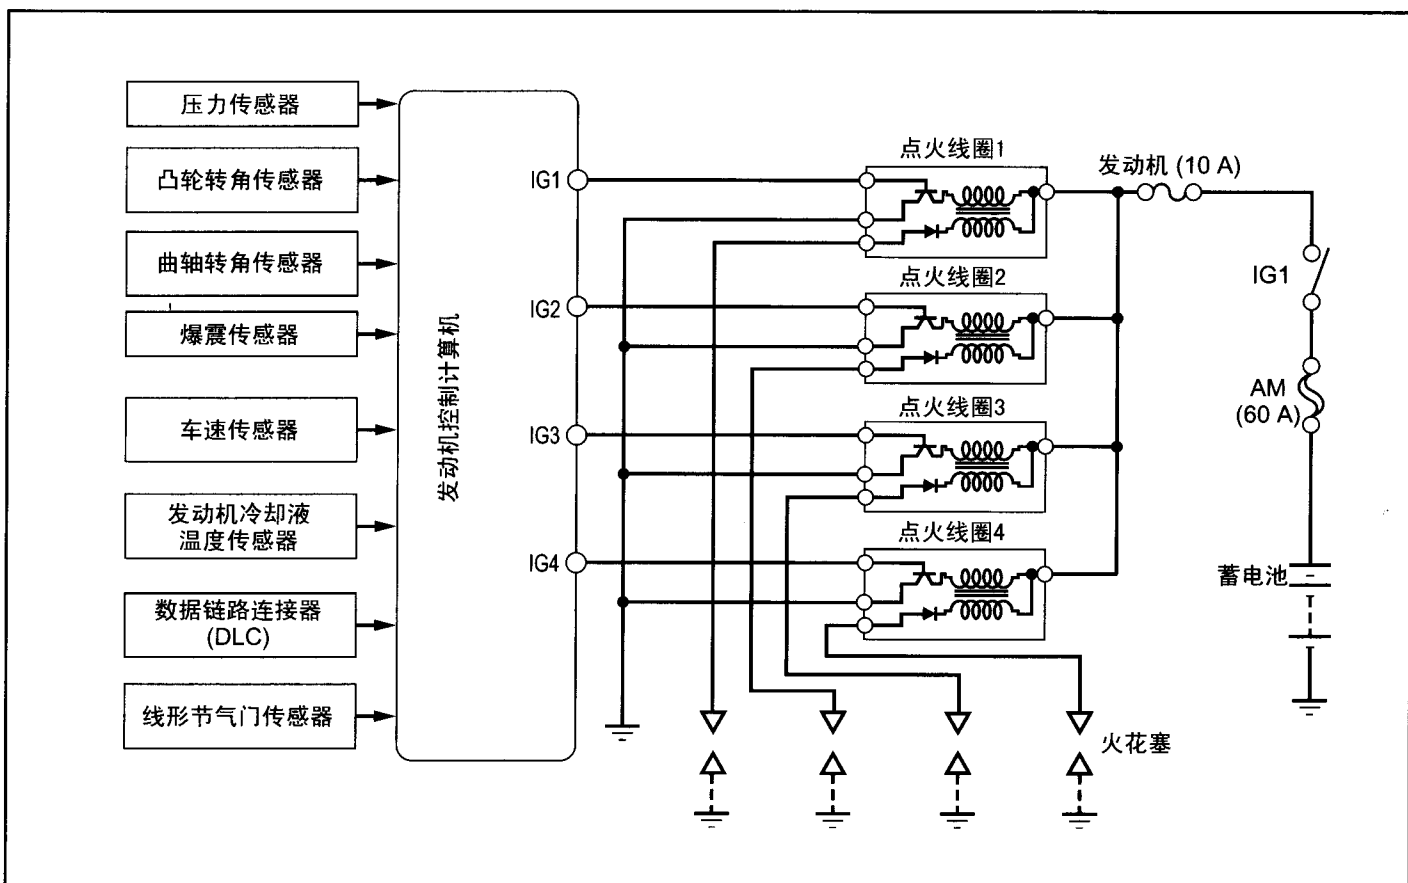 压力传感器
凸轮转角传感器
曲轴转角传感器
爆震传感器
车速传感器
发动机冷却液
温度传感器
数据链路连接器
(DLC)
线形节气门传感器
发动机控制计算机
IG1
IG2
IG3
IG4
点火线圈1
点火线圈2
点火线圈3
点火线圈4
发动机 (10 A)
IG1
AM
(60 A)
蓄电池
火花塞